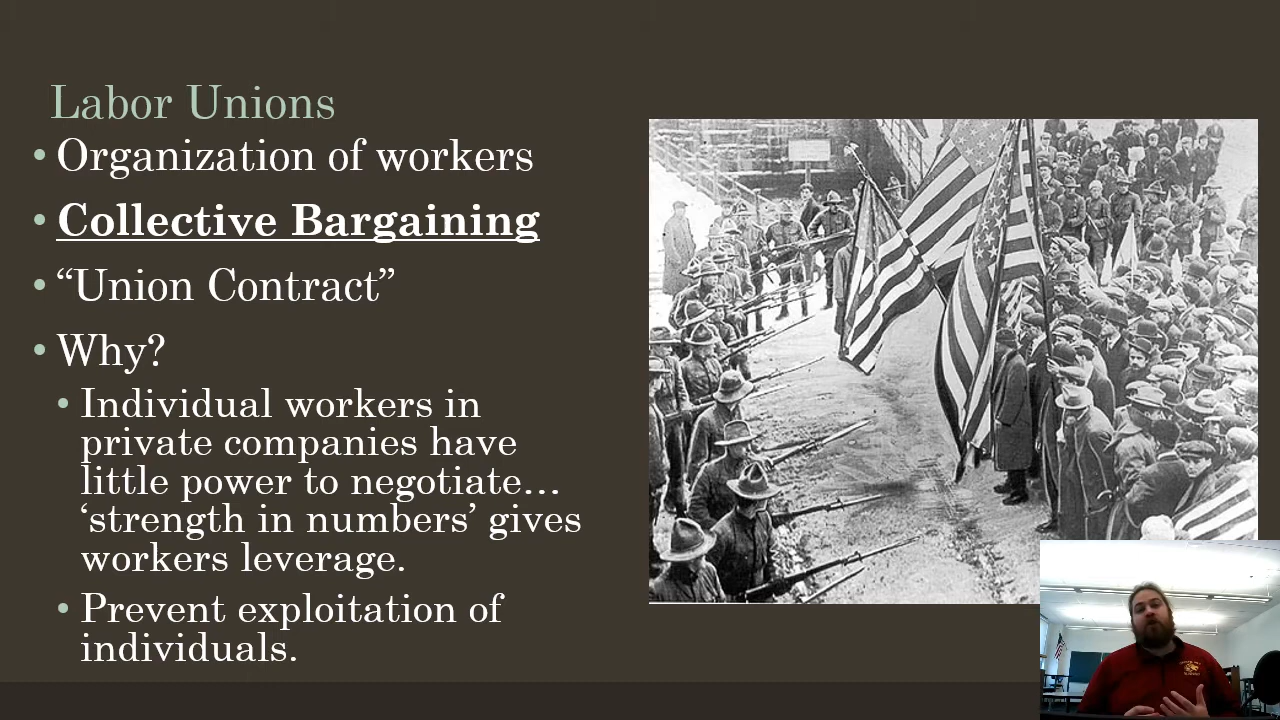 Labor Unions
• Organization of workers
• Collective Bargaining
• “Union Contract”
• Why?
• Individual workers in
private companies have
little power to negotiate…
‘strength in numbers’ gives
workers leverage.
• Prevent exploitation of
individuals.